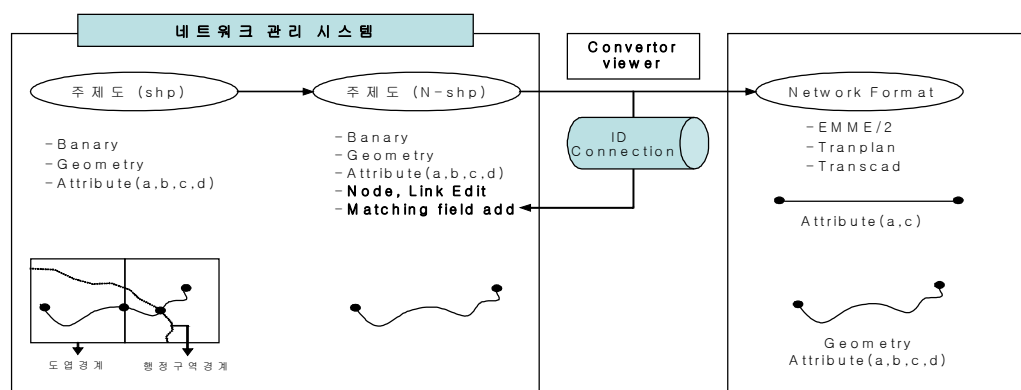 네트워크 관리 시스템
Convertor
viewer
주제도 (shp)
주제도 (N-shp)
Network Format
-Banary
-Geometry
-Attribute(a,b,c,d)
-Banary
-Geometry
-Attribute(a,b,c,d)
-Node, Link Edit
-Matching field add
ID
Connection
-EMME/2
-Tranplan
-Transcad
Attribute(a,c)
도엽경계
행정구역경계
Geometry
Attribute(a,b,c,d)